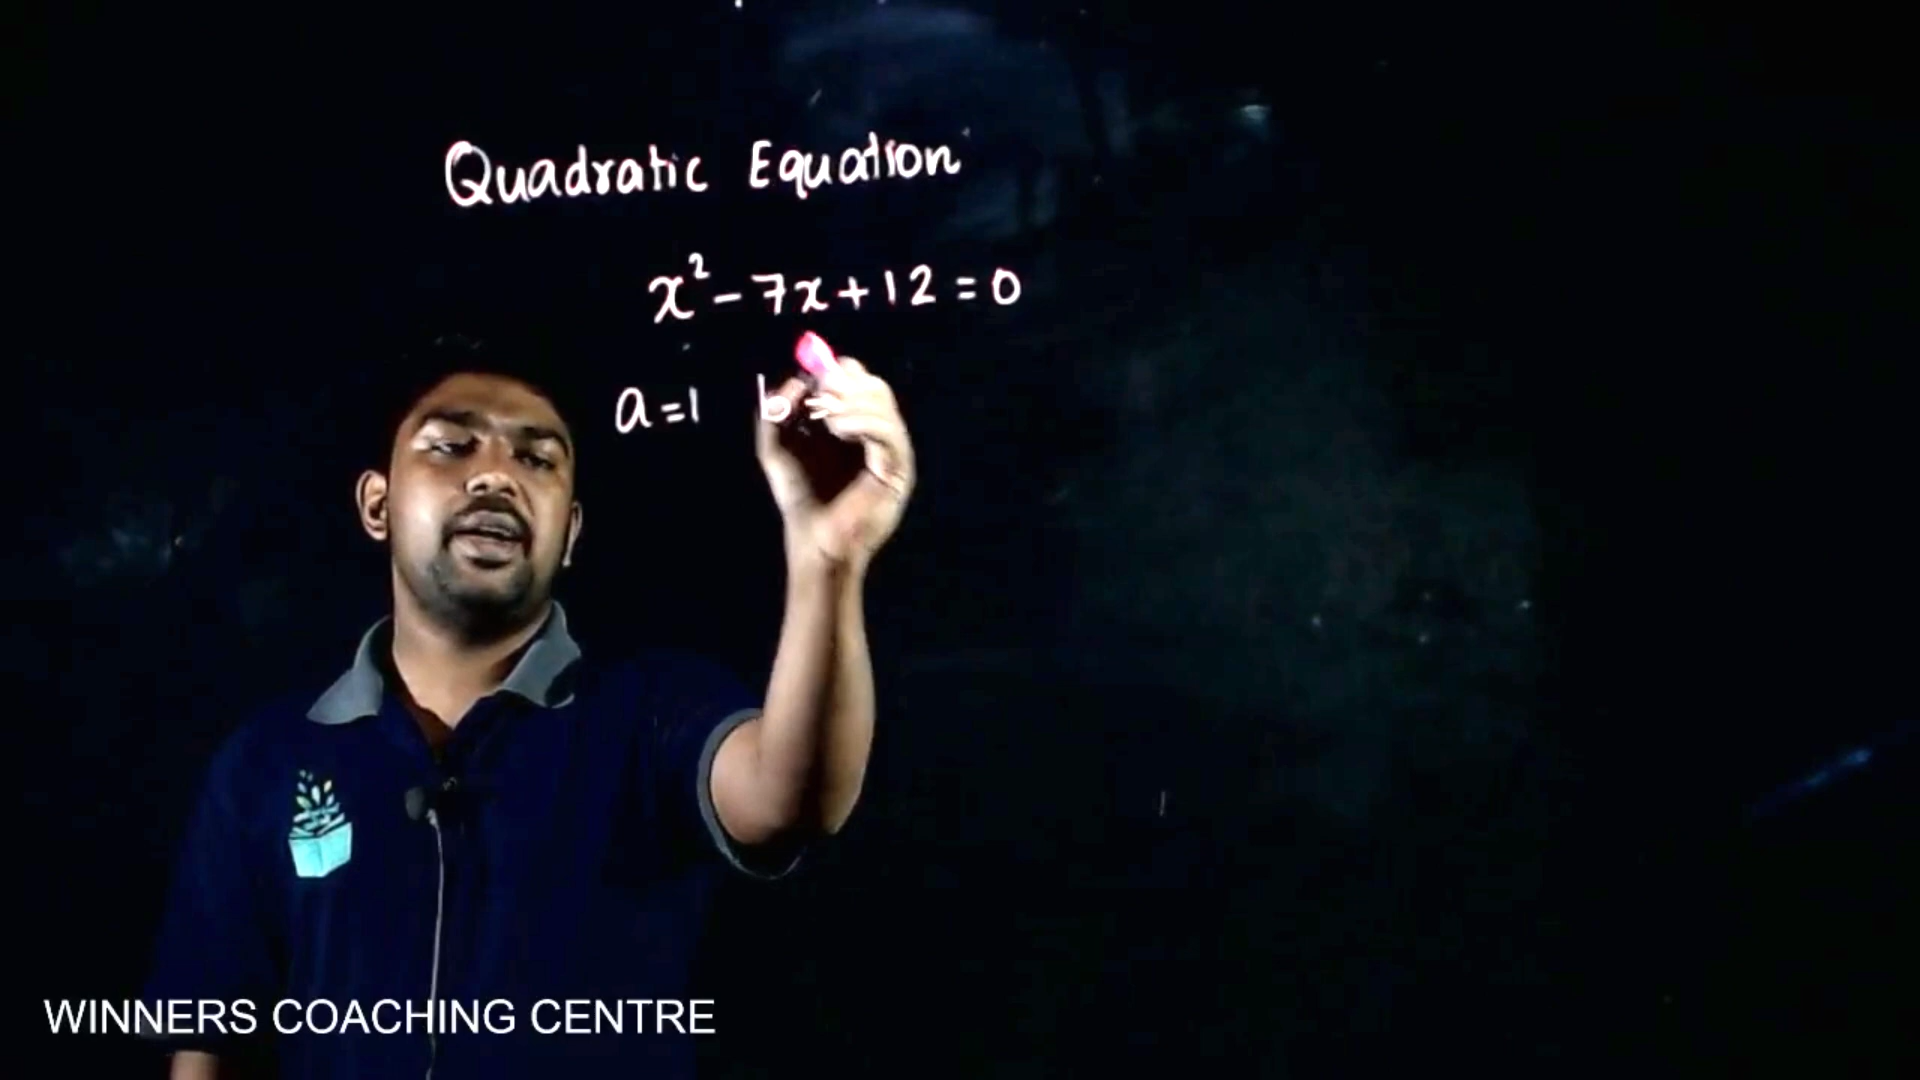 Quadratic Equation
x² - 7x + 12 = 0
a = 1 b
WINNERS COACHING CENTRE